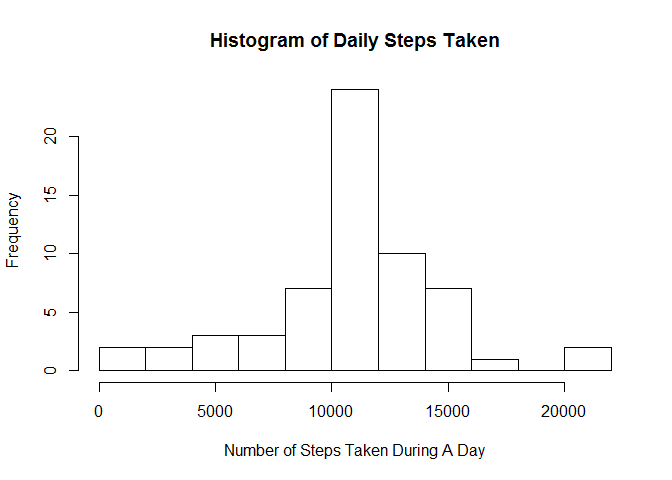 Histogram of Daily Steps Taken
20
15
10
5
0
Frequency
0 5000 10000 15000 20000
Number of Steps Taken During A Day